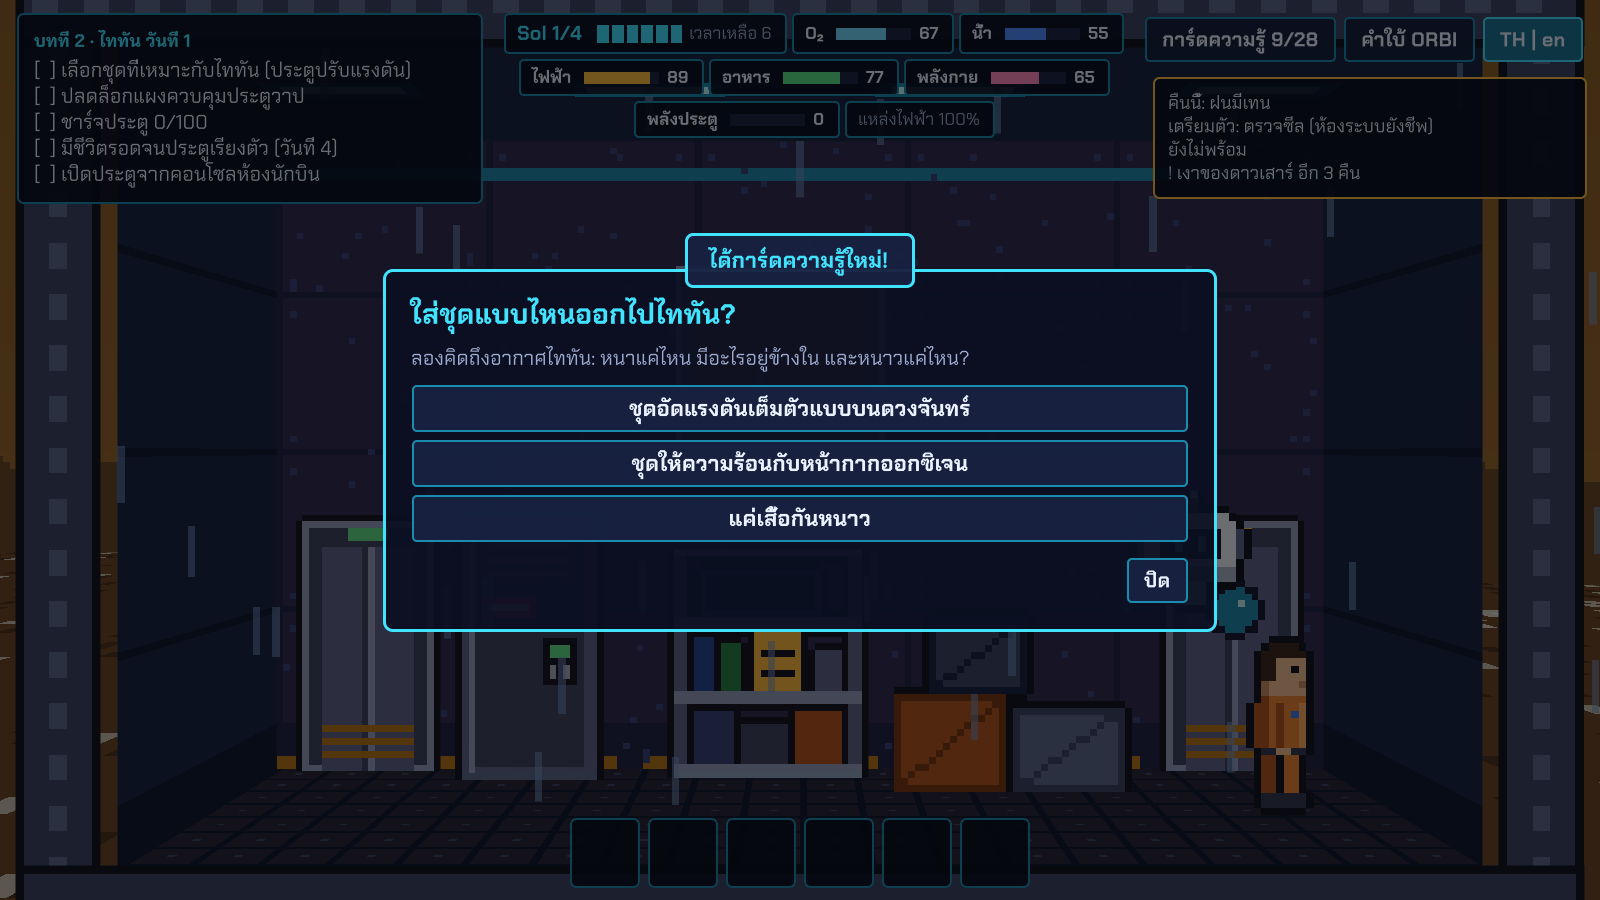 บทที่ 2 · ไททัน วันที่ 1
[ ] เลือกชุดที่เหมาะกับไททัน (ประตูปรับแรงดัน)
[ ] ปลดล็อกแผงควบคุมประตูวาป
[ ] ชาร์จประตู 0/100
[ ] มีชีวิตรอดจนประตูเรียงตัว (วันที่ 4)
[ ] เปิดประตูจากคอนโซลห้องนักบิน
Sol 1/4 เวลาเหลือ 6
O₂ 67
น้ำ 55
ไฟฟ้า 89
อาหาร 77
พลังกาย 65
พลังประตู 0
แหล่งไฟฟ้า 100%
การ์ดความรู้ 9/28
คำใบ้ ORBI
TH | en
คืนนี้: ฝนมีเทน
เตรียมตัว: ตรวจซีล (ห้องระบบยังชีพ)
ยังไม่พร้อม
! เงาของดาวเสาร์ อีก 3 คืน
ได้การ์ดความรู้ใหม่!
ใส่ชุดแบบไหนออกไปไททัน?
ลองคิดถึงอากาศไททัน: หนาแค่ไหน มีอะไรอยู่ข้างใน และหนาวแค่ไหน?
ชุดอัดแรงดันเต็มตัวแบบบนดวงจันทร์
ชุดให้ความร้อนกับหน้ากากออกซิเจน
แค่เสื้อกันหนาว
ปิด